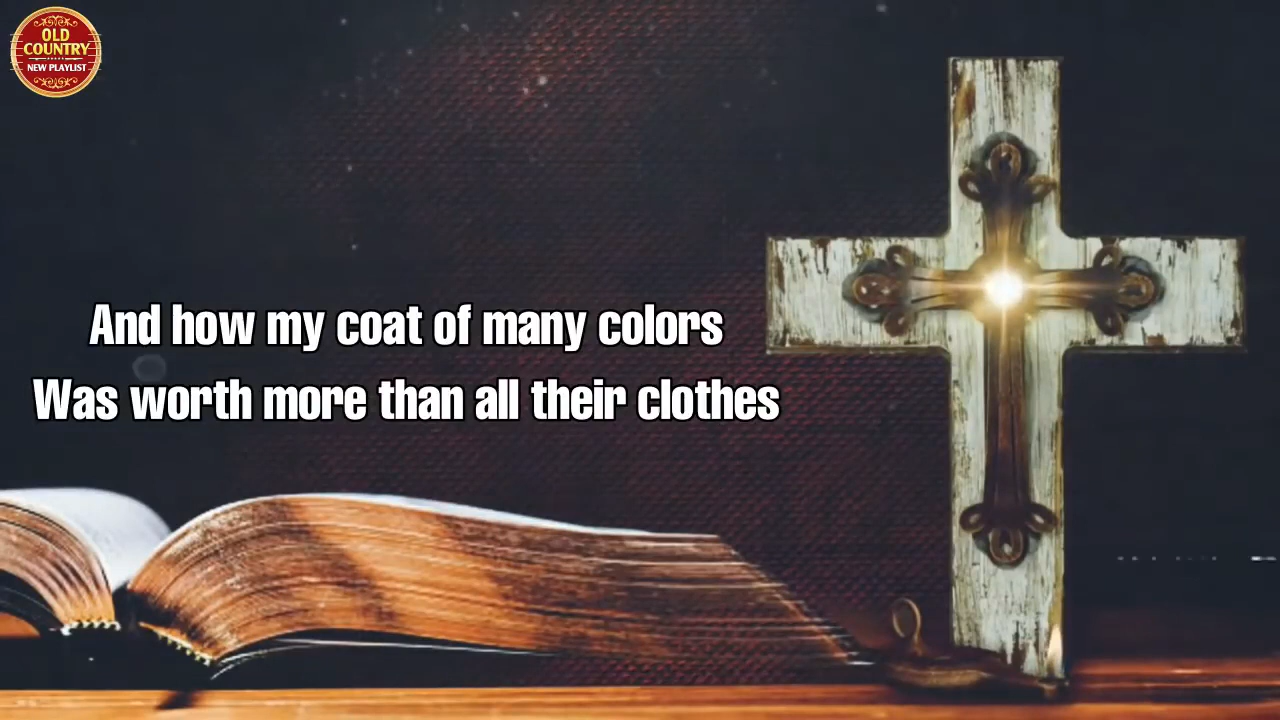 OLD
COUNTRY
NEW PLAYLIST
And how my coat of many colors
Was worth more than all their clothes